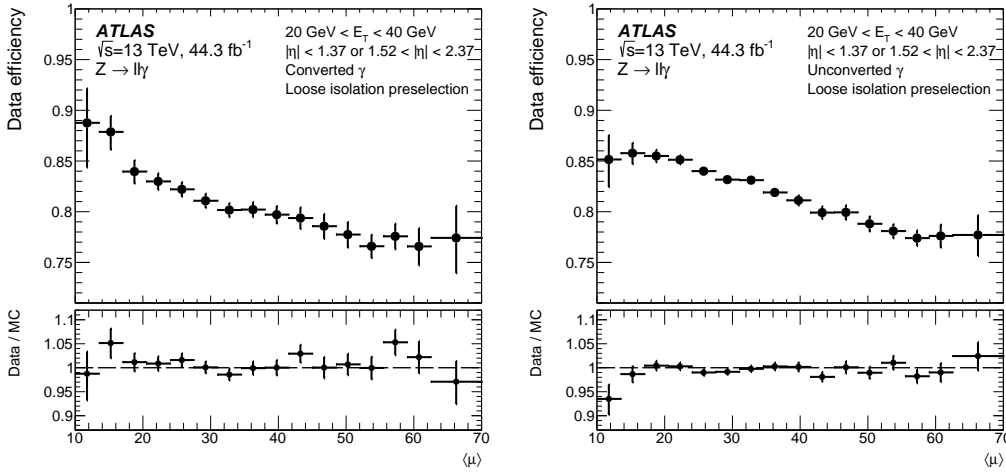 Data efficiency
ATLAS
√s=13 TeV, 44.3 fb⁻¹
Z → llγ
20 GeV < E_T < 40 GeV
|η| < 1.37 or 1.52 < |η| < 2.37
Converted γ
Loose isolation preselection
1
0.95
0.9
0.85
0.8
0.75
Data / MC
1.1
1.05
1
0.95
0.9
10 20 30 40 50 60 70
⟨μ⟩
Data efficiency
ATLAS
√s=13 TeV, 44.3 fb⁻¹
Z → llγ
20 GeV < E_T < 40 GeV
|η| < 1.37 or 1.52 < |η| < 2.37
Unconverted γ
Loose isolation preselection
1
0.95
0.9
0.85
0.8
0.75
Data / MC
1.1
1.05
1
0.95
0.9
10 20 30 40 50 60 70
⟨μ⟩